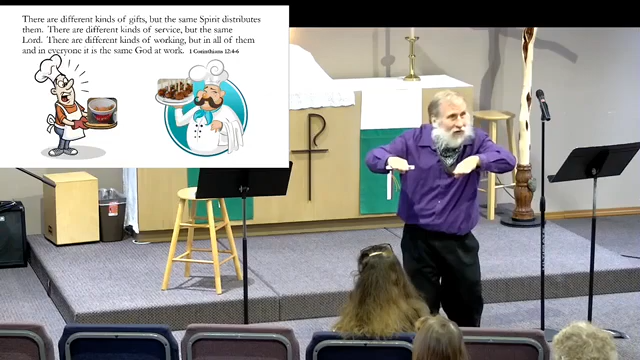 There are different kinds of gifts, but the same Spirit distributes
them.  There are different kinds of service, but the same
Lord.  There are different kinds of working, but in all of them
and in everyone it is the same God at work.  1 Corinthians 12:4-6